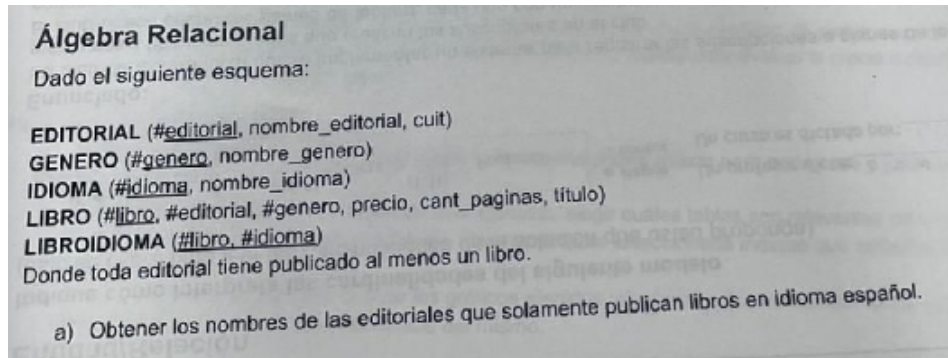 Álgebra Relacional
Dado el siguiente esquema:
EDITORIAL (#editorial, nombre_editorial, cuit)
GENERO (#genero, nombre_genero)
IDIOMA (#idioma, nombre_idioma)
LIBRO (#libro, #editorial, #genero, precio, cant_paginas, título)
LIBROIDIOMA (#libro, #idioma)
Donde toda editorial tiene publicado al menos un libro.
a) Obtener los nombres de las editoriales que solamente publican libros en idioma español.